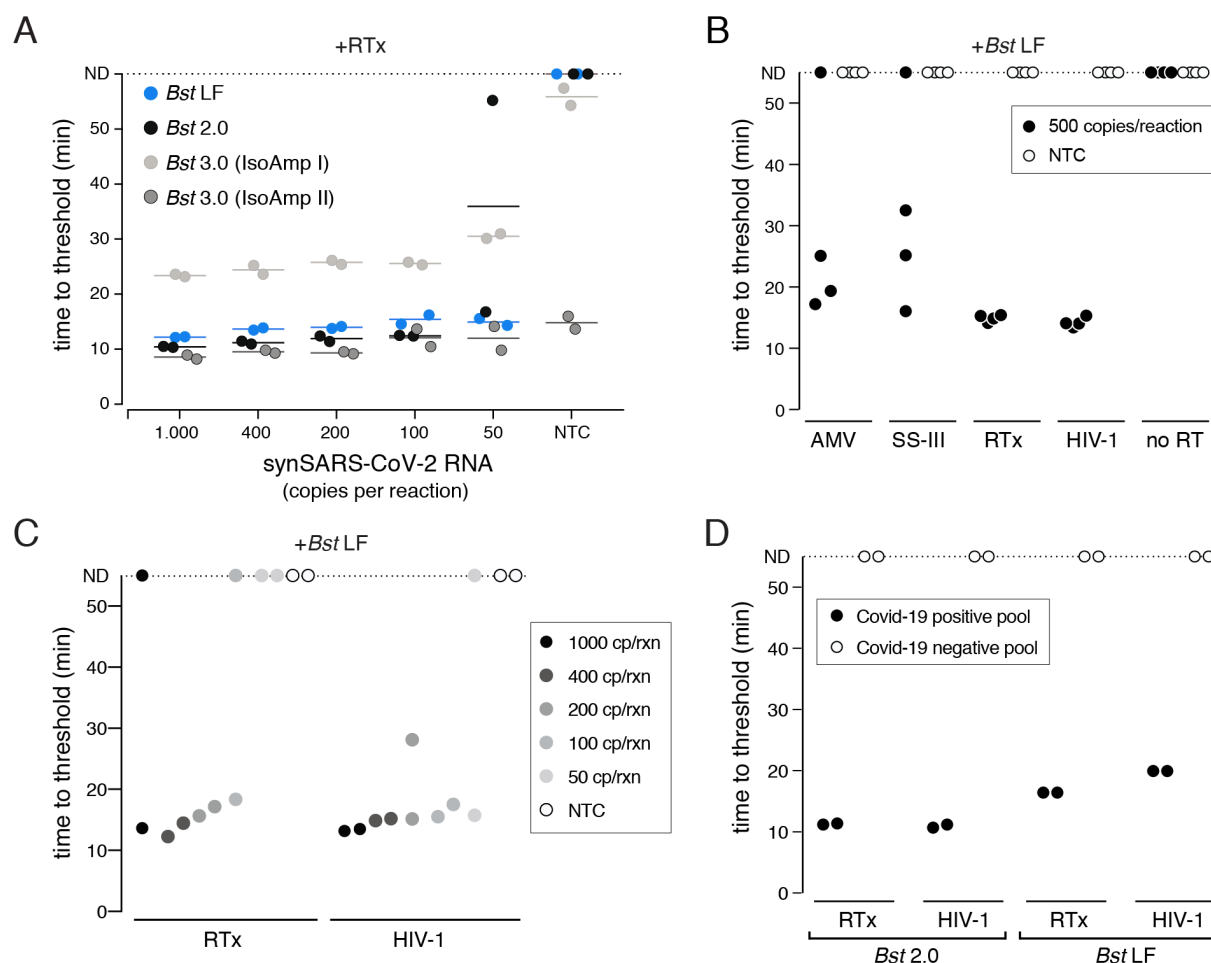 A
+RTx
time to threshold (min)
ND
50
40
30
20
10
0
Bst LF
Bst 2.0
Bst 3.0 (IsoAmp I)
Bst 3.0 (IsoAmp II)
1.000 400 200 100 50 NTC
synSARS-CoV-2 RNA
(copies per reaction)
B
+Bst LF
time to threshold (min)
ND
50
40
30
20
10
0
500 copies/reaction
NTC
AMV SS-III RTx HIV-1 no RT
C
+Bst LF
time to threshold (min)
ND
50
40
30
20
10
0
1000 cp/rxn
400 cp/rxn
200 cp/rxn
100 cp/rxn
50 cp/rxn
NTC
RTx HIV-1
D
time to threshold (min)
ND
50
40
30
20
10
0
Covid-19 positive pool
Covid-19 negative pool
RTx HIV-1 RTx HIV-1
Bst 2.0 Bst LF